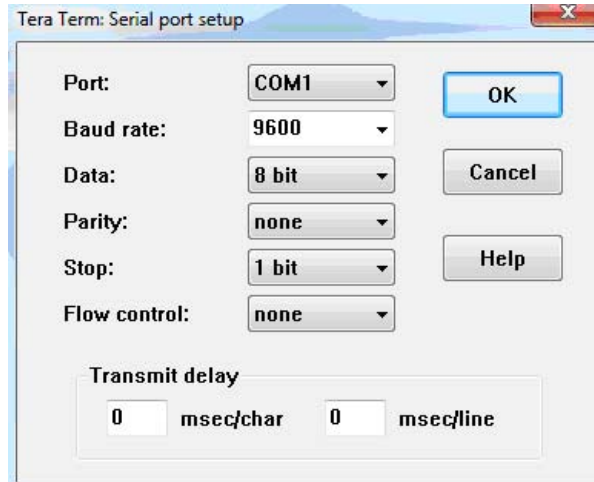 Tera Term: Serial port setup
Port: COM1
OK
Baud rate: 9600
Data: 8 bit
Cancel
Parity: none
Stop: 1 bit
Help
Flow control: none
Transmit delay
0 msec/char 0 msec/line